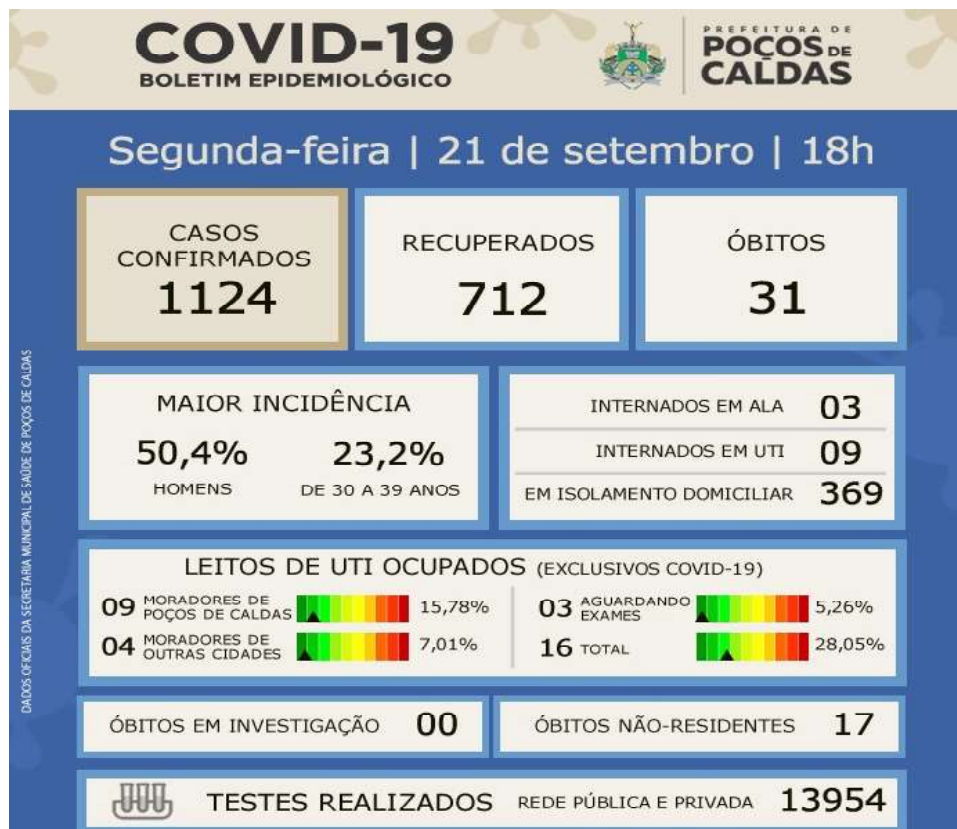 COVID-19
BOLETIM EPIDEMIOLÓGICO
PREFEITURA DE
POÇOS DE
CALDAS
Segunda-feira | 21 de setembro | 18h
CASOS
CONFIRMADOS
1124
RECUPERADOS
712
ÓBITOS
31
MAIOR INCIDÊNCIA
50,4%
HOMENS
23,2%
DE 30 A 39 ANOS
INTERNADOS EM ALA 03
INTERNADOS EM UTI 09
EM ISOLAMENTO DOMICILIAR 369
LEITOS DE UTI OCUPADOS (EXCLUSIVOS COVID-19)
09 MORADORES DE
POÇOS DE CALDAS 15,78%
04 MORADORES DE
OUTRAS CIDADES 7,01%
03 AGUARDANDO
EXAMES 5,26%
16 TOTAL 28,05%
ÓBITOS EM INVESTIGAÇÃO 00
ÓBITOS NÃO-RESIDENTES 17
TESTES REALIZADOS REDE PÚBLICA E PRIVADA 13954
DADOS OFICIAIS DA SECRETARIA MUNICIPAL DE SAÚDE DE POÇOS DE CALDAS